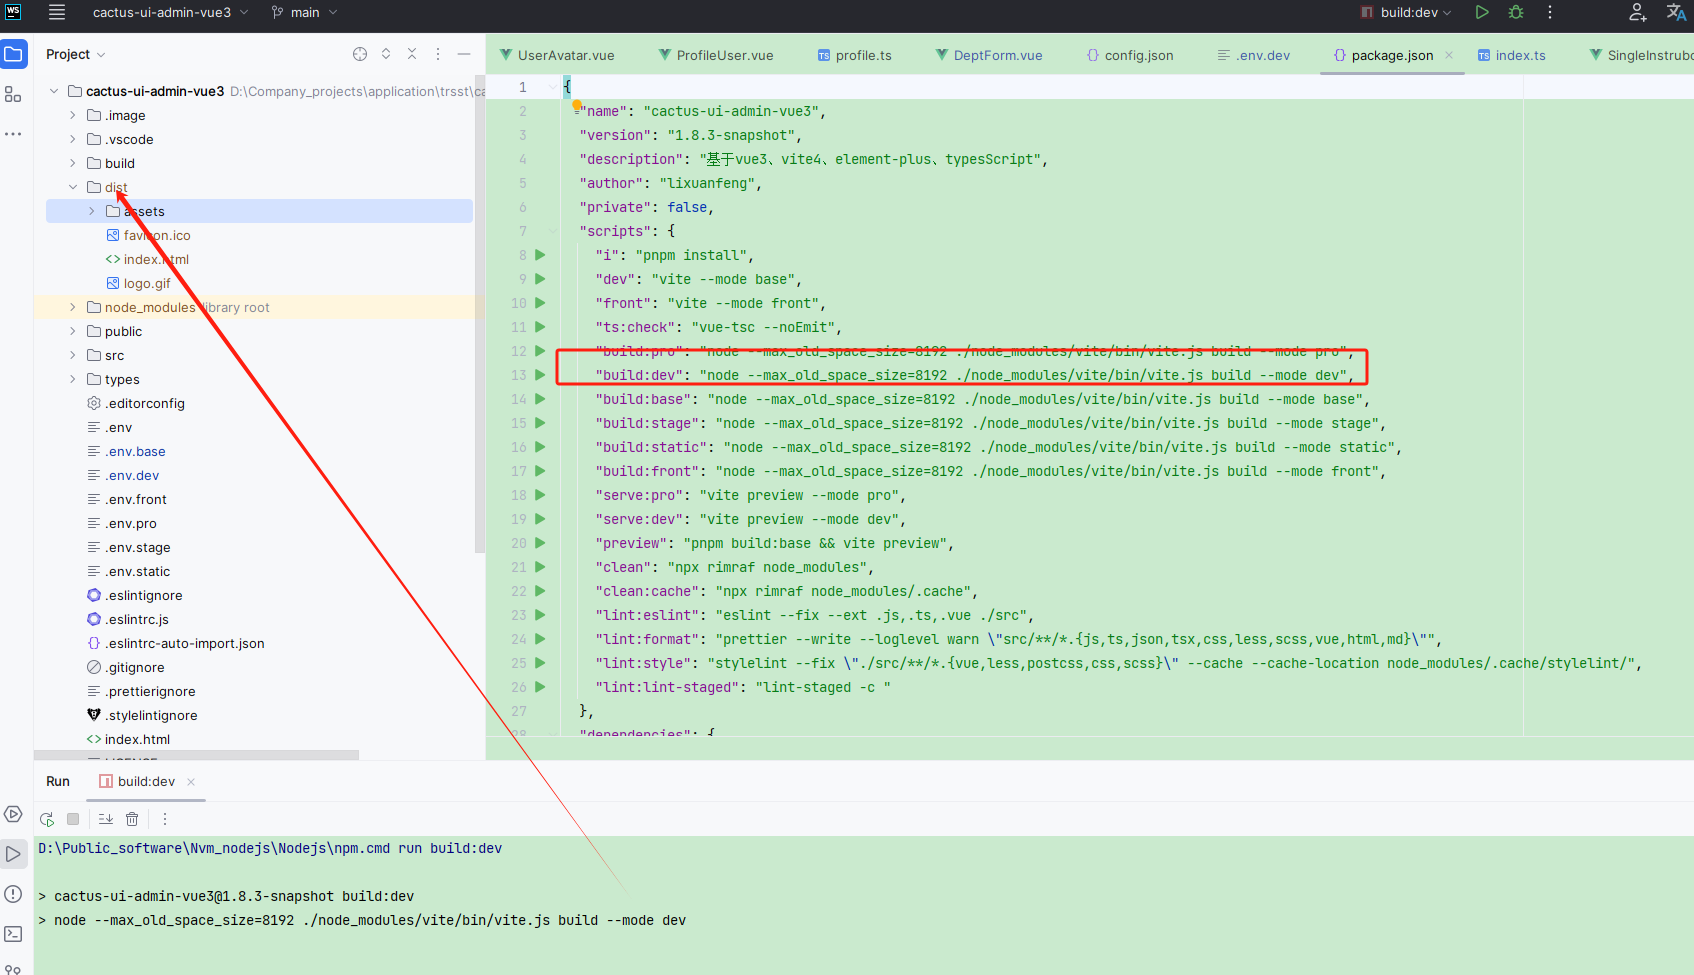 WS
cactus-ui-admin-vue3
main
build:dev
Project
UserAvatar.vue
ProfileUser.vue
TS profile.ts
DeptForm.vue
{} config.json
.env.dev
{} package.json
TS index.ts
cactus-ui-admin-vue3 D:\Company_projects\application\trsst\ca
.image
.vscode
build
dist
assets
favicon.ico
<> index.html
logo.gif
node_modules library root
public
src
types
.editorconfig
.env
.env.base
.env.dev
.env.front
.env.pro
.env.stage
.env.static
.eslintignore
.eslintrc.js
{} .eslintrc-auto-import.json
.gitignore
.prettierignore
.stylelintignore
<> index.html
1 {
2 "name": "cactus-ui-admin-vue3",
3 "version": "1.8.3-snapshot",
4 "description": "基于vue3、vite4、element-plus、typesScript",
5 "author": "lixuanfeng",
6 "private": false,
7 "scripts": {
8 "i": "pnpm install",
9 "dev": "vite --mode base",
10 "front": "vite --mode front",
11 "ts:check": "vue-tsc --noEmit",
12 "build:pro": "node --max_old_space_size=8192 ./node_modules/vite/bin/vite.js build --mode pro",
13 "build:dev": "node --max_old_space_size=8192 ./node_modules/vite/bin/vite.js build --mode dev",
14 "build:base": "node --max_old_space_size=8192 ./node_modules/vite/bin/vite.js build --mode base",
15 "build:stage": "node --max_old_space_size=8192 ./node_modules/vite/bin/vite.js build --mode stage",
16 "build:static": "node --max_old_space_size=8192 ./node_modules/vite/bin/vite.js build --mode static",
17 "build:front": "node --max_old_space_size=8192 ./node_modules/vite/bin/vite.js build --mode front",
18 "serve:pro": "vite preview --mode pro",
19 "serve:dev": "vite preview --mode dev",
20 "preview": "pnpm build:base && vite preview",
21 "clean": "npx rimraf node_modules",
22 "clean:cache": "npx rimraf node_modules/.cache",
23 "lint:eslint": "eslint --fix --ext .js,.ts,.vue ./src",
24 "lint:format": "prettier --write --loglevel warn \"src/**/*.{js,ts,json,tsx,css,less,scss,vue,html,md}\"",
25 "lint:style": "stylelint --fix \"./src/**/*.{vue,less,postcss,css,scss}\" --cache --cache-location node_modules/.cache/stylelint/",
26 "lint:lint-staged": "lint-staged -c "
27 },
28 "dependencies": {
Run
build:dev
D:\Public_software\Nvm_nodejs\Nodejs\npm.cmd run build:dev
> cactus-ui-admin-vue3@1.8.3-snapshot build:dev
> node --max_old_space_size=8192 ./node_modules/vite/bin/vite.js build --mode dev